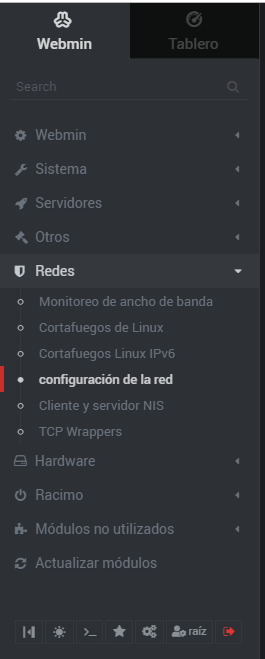 Webmin
Tablero
Search
Webmin
Sistema
Servidores
Otros
Redes
Monitoreo de ancho de banda
Cortafuegos de Linux
Cortafuegos Linux IPv6
configuración de la red
Cliente y servidor NIS
TCP Wrappers
Hardware
Racimo
Módulos no utilizados
Actualizar módulos
raíz